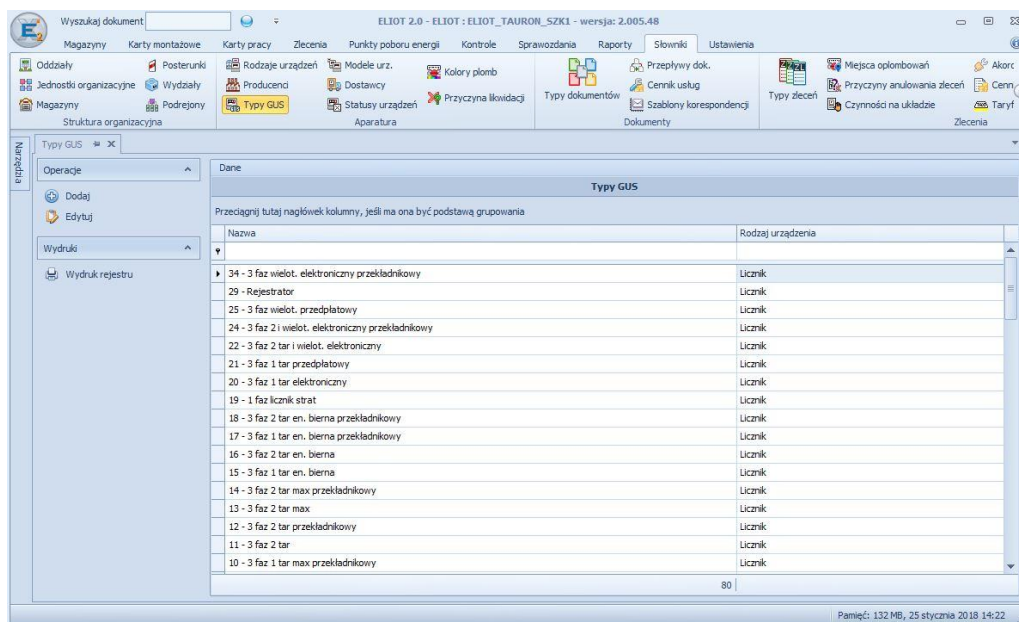 Wyszukaj dokument
ELIOT 2.0 - ELIOT : ELIOT_TAURON_SZK1 - wersja: 2.005.48
Magazyny Karty montażowe Karty pracy Zlecenia Punkty poboru energii Kontrole Sprawozdania Raporty Słowniki Ustawienia
Oddziały Posterunki Rodzaje urządzeń Modele urz. Kolory plomb Typy dokumentów Przepływy dok. Typy zleceń Miejsca oplombowań Akorc
Jednostki organizacyjne Wydziały Producenci Dostawcy Przyczyna likwidacji Cennik usług Przyczyny anulowania zleceń Cenn
Magazyny Podrejony Typy GUS Statusy urządzeń Szablony korespondencji Czynności na układzie Taryf
Struktura organizacyjna Aparatura Dokumenty Zlecenia
Narzędzia
Typy GUS
Operacje
Dodaj
Edytuj
Wydruki
Wydruk rejestru
Dane
Typy GUS
Przeciągnij tutaj nagłówek kolumny, jeśli ma ona być podstawą grupowania
Nazwa Rodzaj urządzenia
34 - 3 faz wielot. elektroniczny przekładnikowy Licznik
29 - Rejestrator Licznik
25 - 3 faz wielot. przedpłatowy Licznik
24 - 3 faz 2 i wielot. elektroniczny przekładnikowy Licznik
22 - 3 faz 2 tar i wielot. elektroniczny Licznik
21 - 3 faz 1 tar przedpłatowy Licznik
20 - 3 faz 1 tar elektroniczny Licznik
19 - 1 faz licznik strat Licznik
18 - 3 faz 2 tar en. bierna przekładnikowy Licznik
17 - 3 faz 1 tar en. bierna przekładnikowy Licznik
16 - 3 faz 2 tar en. bierna Licznik
15 - 3 faz 1 tar en. bierna Licznik
14 - 3 faz 2 tar max przekładnikowy Licznik
13 - 3 faz 2 tar max Licznik
12 - 3 faz 2 tar przekładnikowy Licznik
11 - 3 faz 2 tar Licznik
10 - 3 faz 1 tar max przekładnikowy Licznik
80
Pamięć: 132 MB, 25 stycznia 2018 14:22